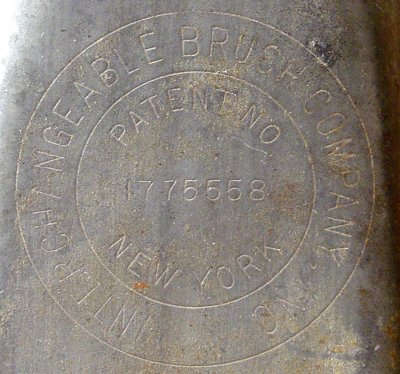 INTERCHANGEABLE BRUSH COMPANY
PATENT NO.
1775558
NEW YORK